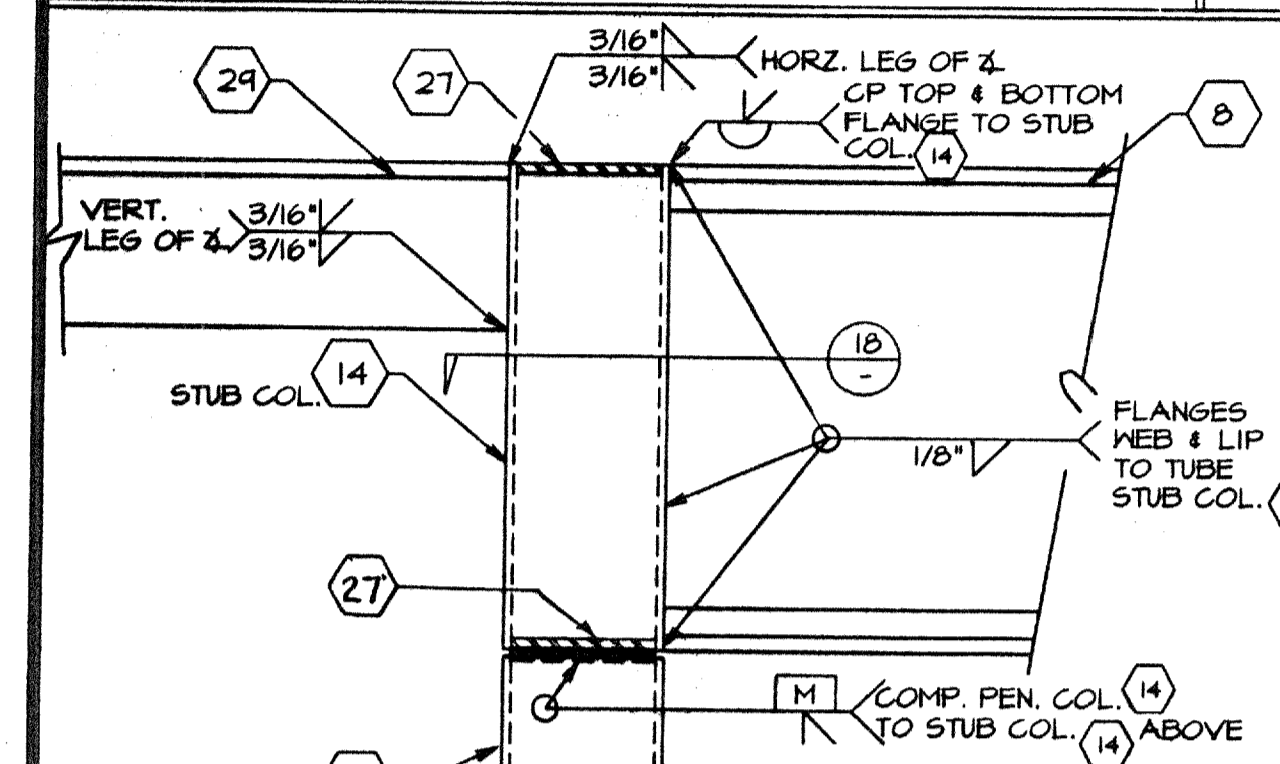 3/16"
3/16"
HORZ. LEG OF ∠
29
27
CP TOP & BOTTOM
FLANGE TO STUB
COL. 14
8
VERT.
LEG OF ∠
3/16"
3/16"
18
-
STUB COL. 14
1/8"
FLANGES
WEB & LIP
TO TUBE
STUB COL.
27
M
COMP. PEN. COL. 14
TO STUB COL. 14 ABOVE